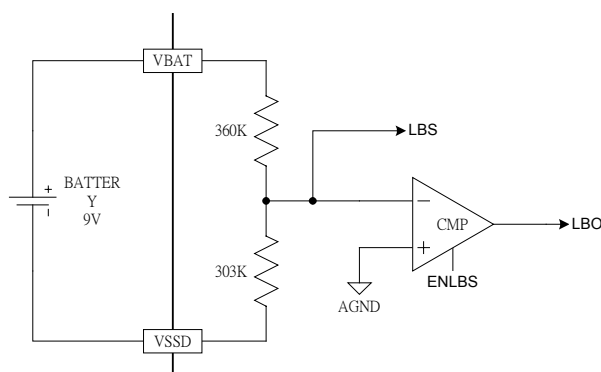 VBAT
360K
LBS
BATTER
Y
9V
+
−
CMP
LBO
+
303K
ENLBS
AGND
VSSD